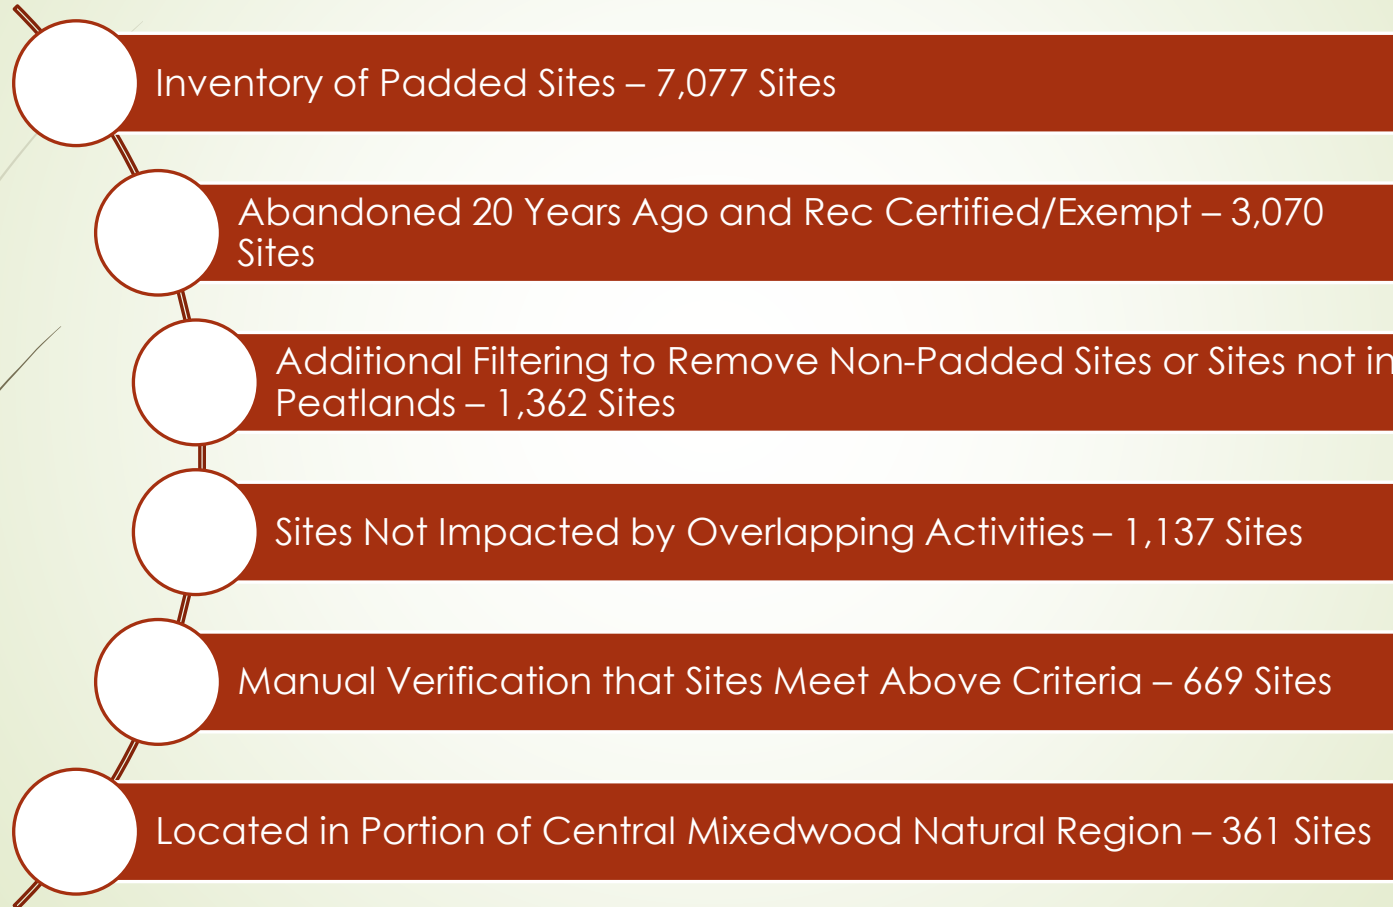 Inventory of Padded Sites – 7,077 Sites
Abandoned 20 Years Ago and Rec Certified/Exempt – 3,070
Sites
Additional Filtering to Remove Non-Padded Sites or Sites not in
Peatlands – 1,362 Sites
Sites Not Impacted by Overlapping Activities – 1,137 Sites
Manual Verification that Sites Meet Above Criteria – 669 Sites
Located in Portion of Central Mixedwood Natural Region – 361 Sites